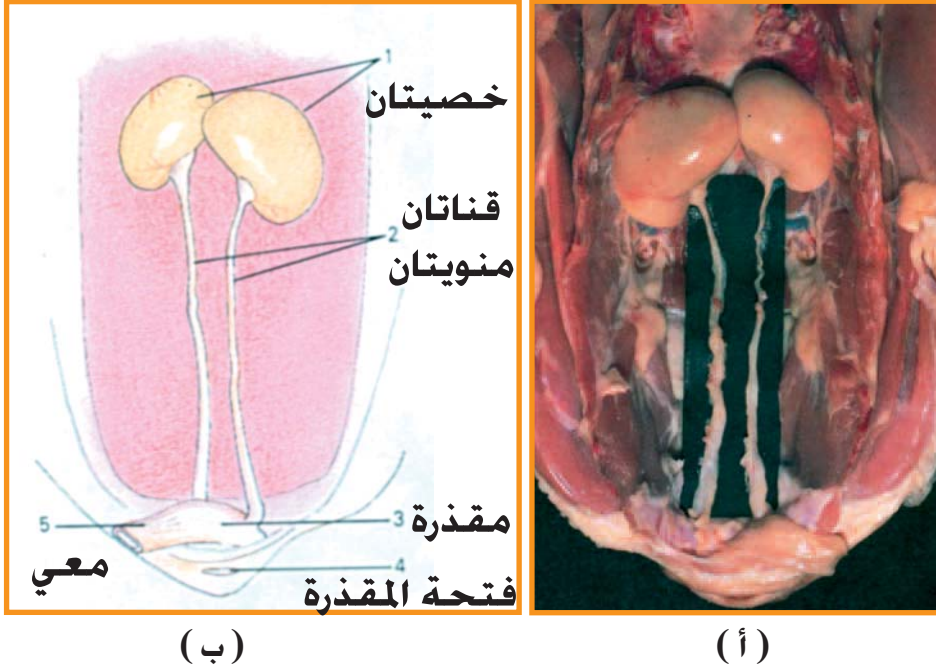 1
خصيتان
قناتان
2
منويتان
5
3
مقذرة
معي
4
فتحة المقذرة
( أ )
( ب )